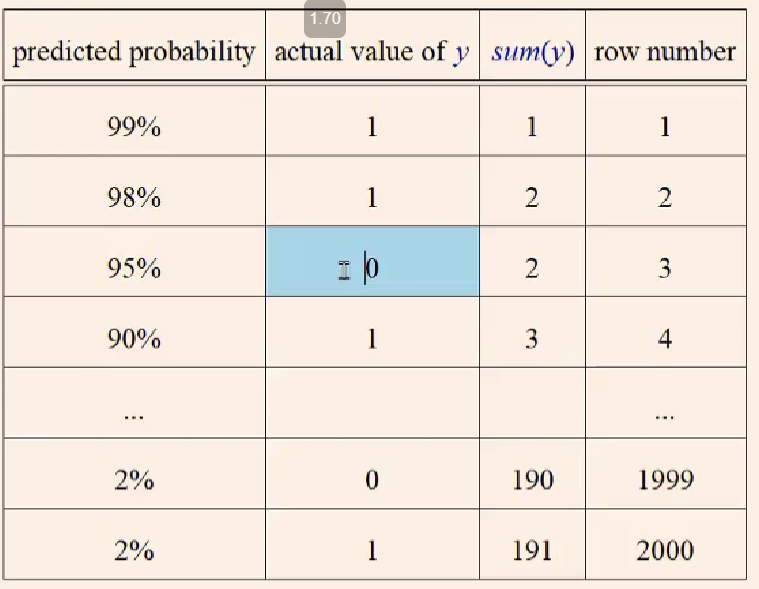 1.70
predicted probability actual value of y sum(y) row number
99% 1 1 1
98% 1 2 2
95% 0 2 3
90% 1 3 4
... ...
2% 0 190 1999
2% 1 191 2000